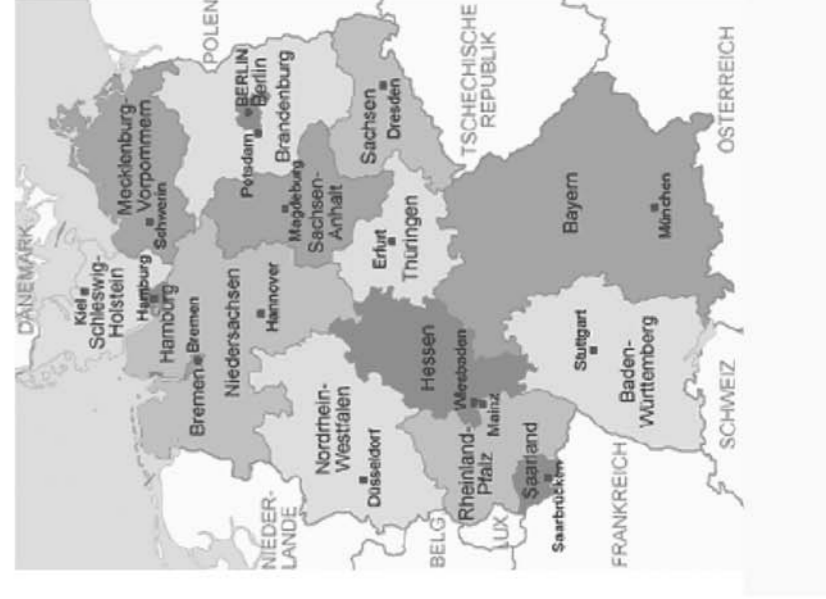 DÄNEMARK
Kiel
Schleswig-
Holstein
Mecklenburg-
Vorpommern
Schwerin
Hamburg
Hamburg
Bremen
Bremen
POLEN
Niedersachsen
Hannover
BERLIN
Berlin
Potsdam
Brandenburg
NIEDER-
LANDE
Magdeburg
Sachsen-
Anhalt
Nordrhein-
Westfalen
Düsseldorf
Sachsen
Dresden
Erfurt
Thüringen
Hessen
Wiesbaden
BELG
Rheinland-
Pfalz
Mainz
TSCHECHISCHE
REPUBLIK
LUX
Saarland
Saarbrücken
Bayern
München
Stuttgart
Baden-
Württemberg
FRANKREICH
SCHWEIZ
ÖSTERREICH